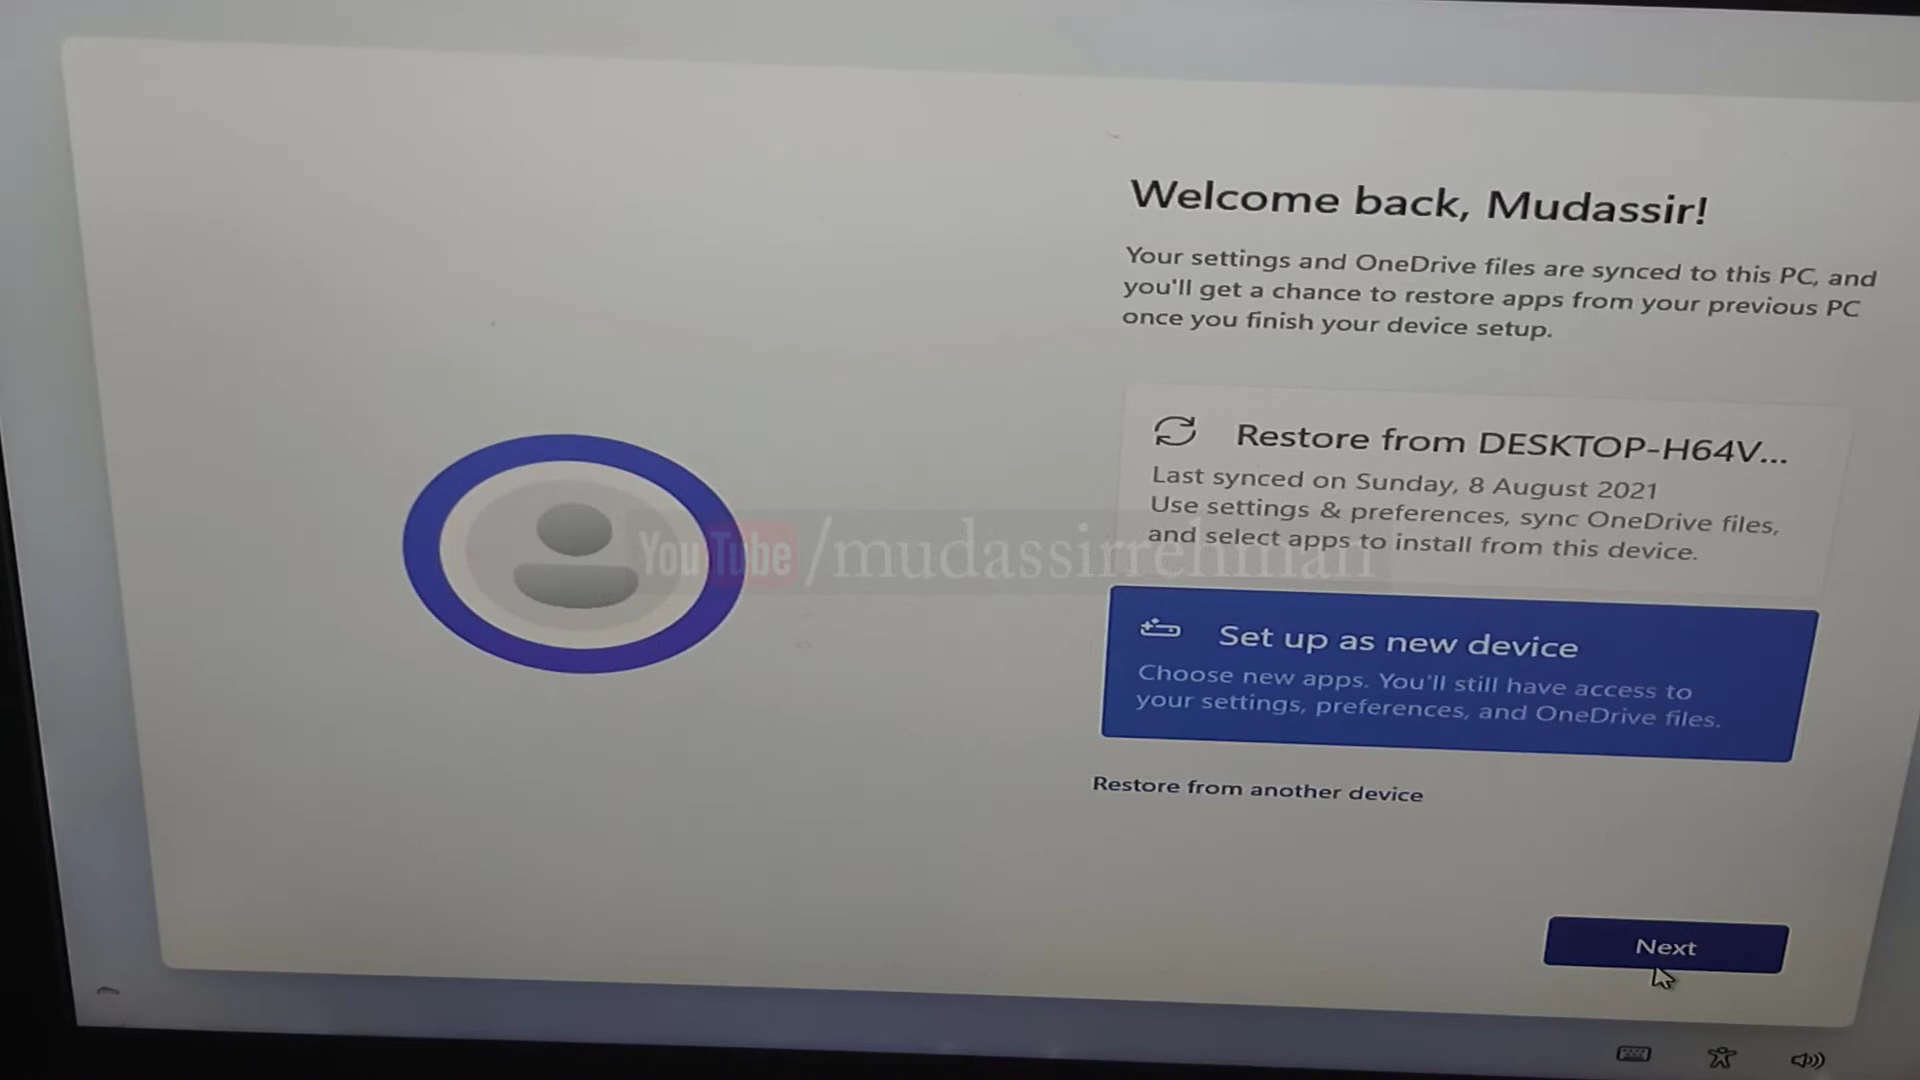 Welcome back, Mudassir!
Your settings and OneDrive files are synced to this PC, and
you'll get a chance to restore apps from your previous PC
once you finish your device setup.
Restore from DESKTOP-H64V...
Last synced on Sunday, 8 August 2021
Use settings & preferences, sync OneDrive files,
and select apps to install from this device.
YouTube/mudassirrehman
Set up as new device
Choose new apps. You'll still have access to
your settings, preferences, and OneDrive files.
Restore from another device
Next